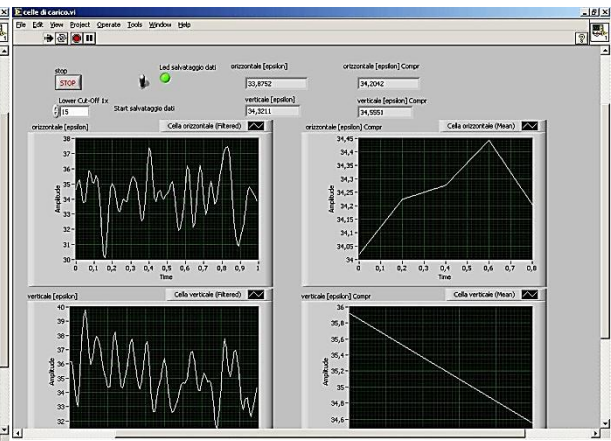 celle di carico.vi
File Edit View Project Operate Tools Window Help
stop
STOP
Led salvataggio dati
orizzontale [epsilon]
33,8752
orizzontale [epsilon] Compr
34,2042
Lower Cut-Off 1x
15
Start salvataggio dati
verticale [epsilon]
34,3211
verticale [epsilon] Compr
34,5551
orizzontale [epsilon]
Cella orizzontale (Filtered)
38
37
36
35
34
33
32
31
30
Amplitude
0 0,1 0,2 0,3 0,4 0,5 0,6 0,7 0,8 0,9 1
Time
orizzontale [epsilon] Compr
Cella orizzontale (Mean)
34,45
34,4
34,35
34,3
34,25
34,2
34,15
34,1
34,05
34
Amplitude
0 0,1 0,2 0,3 0,4 0,5 0,6 0,7 0,8
Time
verticale [epsilon]
Cella verticale (Filtered)
40
39
38
37
36
35
34
33
32
Amplitude
verticale [epsilon] Compr
Cella verticale (Mean)
36
35,8
35,6
35,4
35,2
35
34,8
34,6
Amplitude